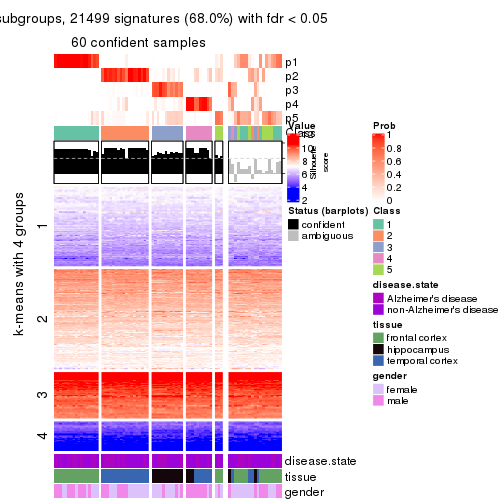 subgroups, 21499 signatures (68.0%) with fdr < 0.05
60 confident samples
p1
p2
p3
p4
p5
Class
k-means with 4 groups
1
2
3
4
Silhouette
score
Value
10
8
6
4
2
Prob
1
0.8
0.6
0.4
0.2
0
Status (barplots)
confident
ambiguous
Class
1
2
3
4
5
disease.state
Alzheimer's disease
non-Alzheimer's disease
tissue
frontal cortex
hippocampus
temporal cortex
gender
female
male
disease.state
tissue
gender